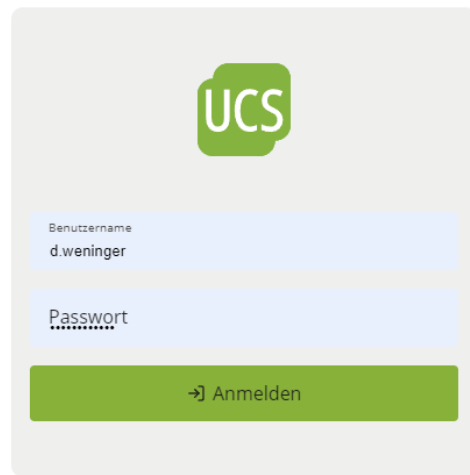 UCS
Benutzername
d.weninger
Passwort
Anmelden